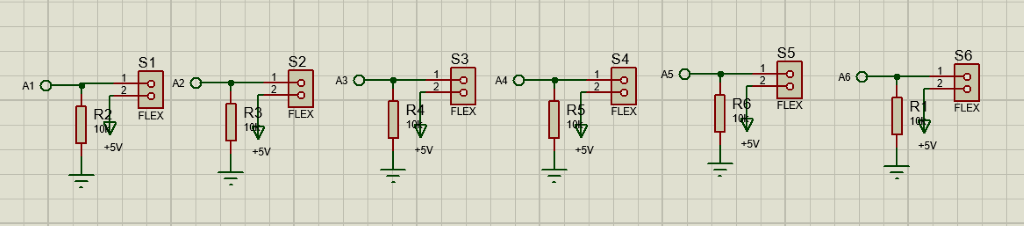 S1
A1
1
2
R2
10K
FLEX
+5V
S2
A2
1
2
R3
10K
FLEX
+5V
S3
A3
1
2
R4
10K
FLEX
+5V
S4
A4
1
2
R5
10K
FLEX
+5V
S5
A5
1
2
R6
10K
FLEX
+5V
S6
A6
1
2
R1
10K
FLEX
+5V